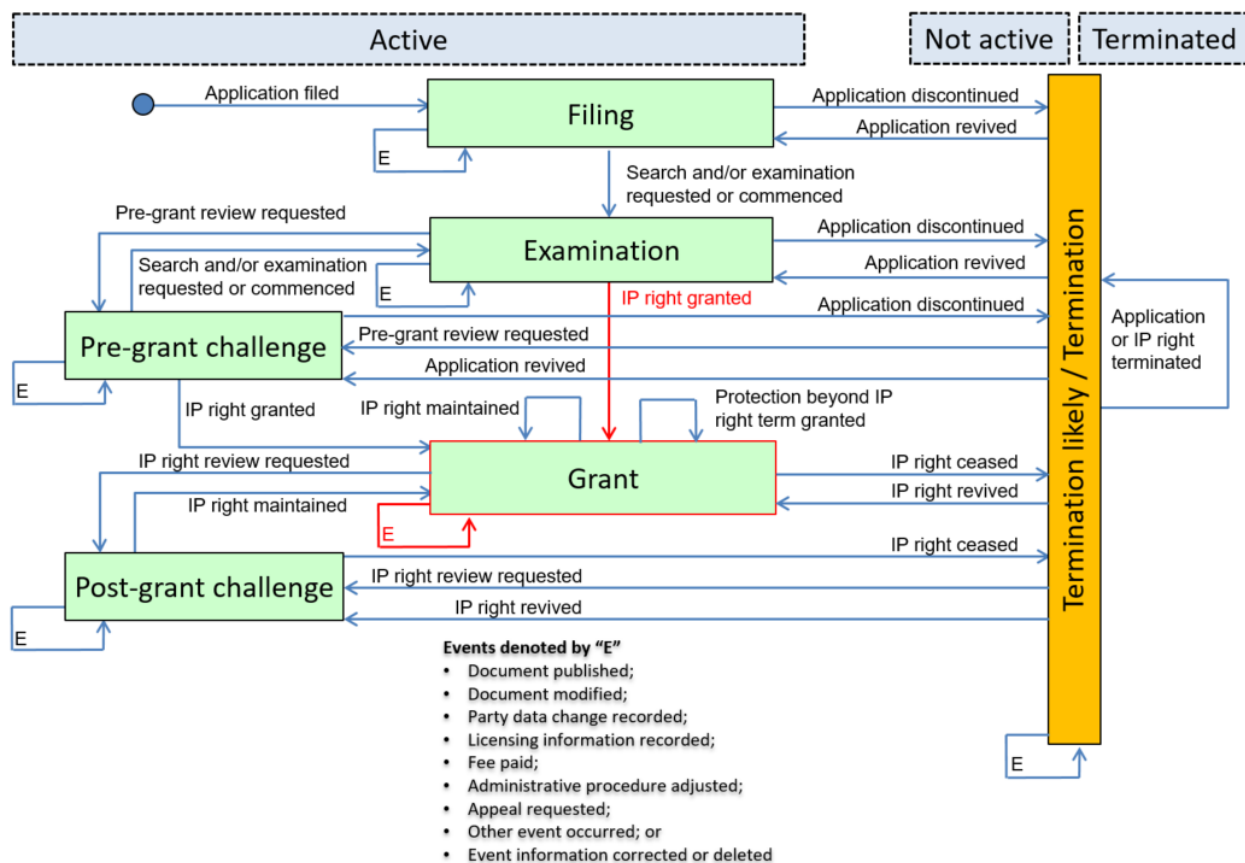 Active
Not active
Terminated
Application filed
Filing
Application discontinued
Application revived
E
Search and/or examination
requested or commenced
Pre-grant review requested
Examination
Application discontinued
Application revived
Search and/or examination
requested or commenced
E
IP right granted
Application discontinued
Pre-grant challenge
Pre-grant review requested
Application revived
E
Application
or IP right
terminated
Termination likely / Termination
IP right granted
IP right maintained
Protection beyond IP
right term granted
IP right review requested
Grant
IP right ceased
IP right revived
IP right maintained
E
IP right ceased
Post-grant challenge
IP right review requested
IP right revived
E
Events denoted by “E”
• Document published;
• Document modified;
• Party data change recorded;
• Licensing information recorded;
• Fee paid;
• Administrative procedure adjusted;
• Appeal requested;
• Other event occurred; or
• Event information corrected or deleted
E